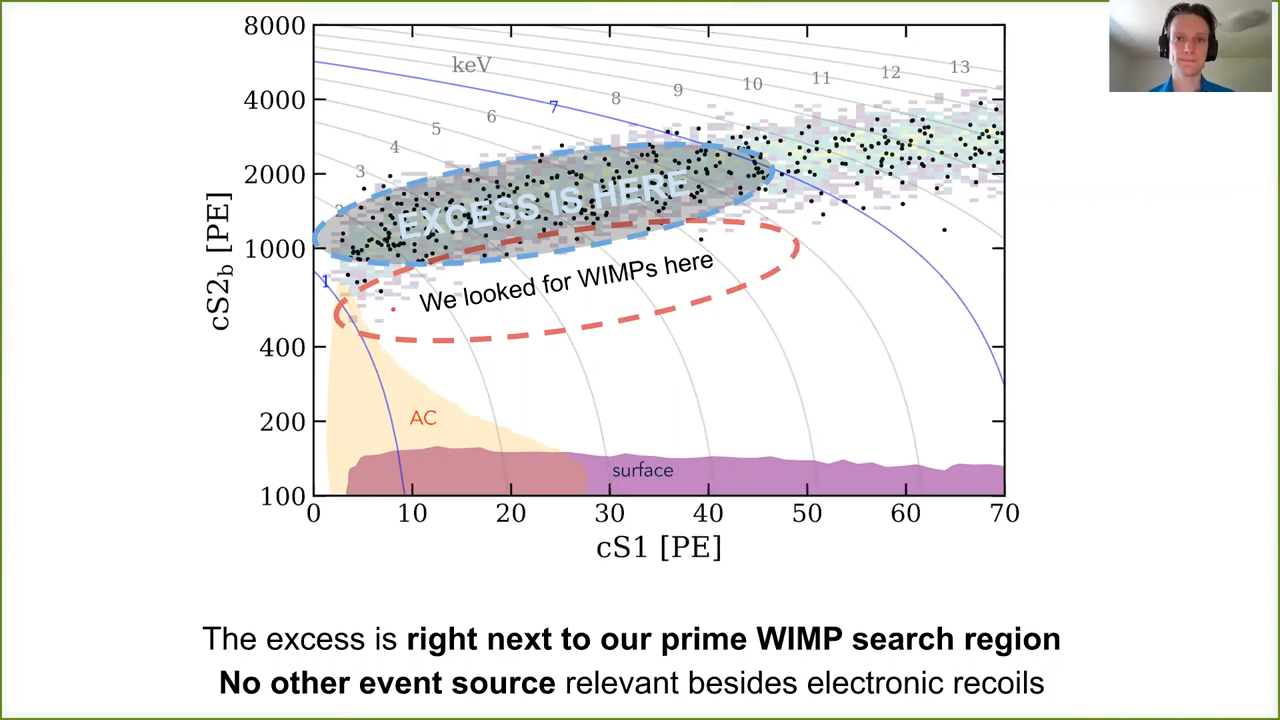 8000
4000
2000
1000
400
200
100
cS2b [PE]
keV
1
2
3
4
5
6
7
8
9
10
11
12
13
EXCESS IS HERE
We looked for WIMPs here
AC
surface
0 10 20 30 40 50 60 70
cS1 [PE]
The excess is right next to our prime WIMP search region
No other event source relevant besides electronic recoils